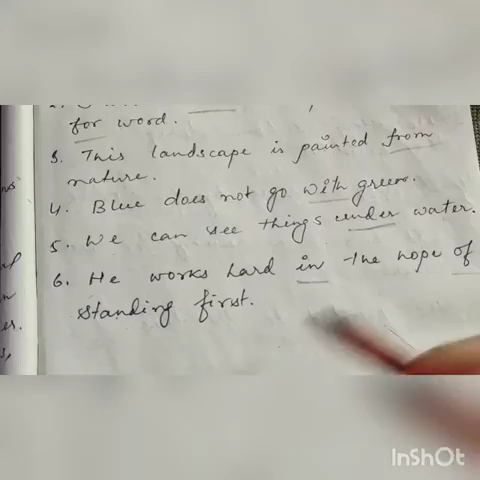 for word.
3. This landscape is painted from
nature.
4. Blue does not go with green.
5. We can see things under water.
6. He works hard in the hope of
standing first.
er.
InShOt